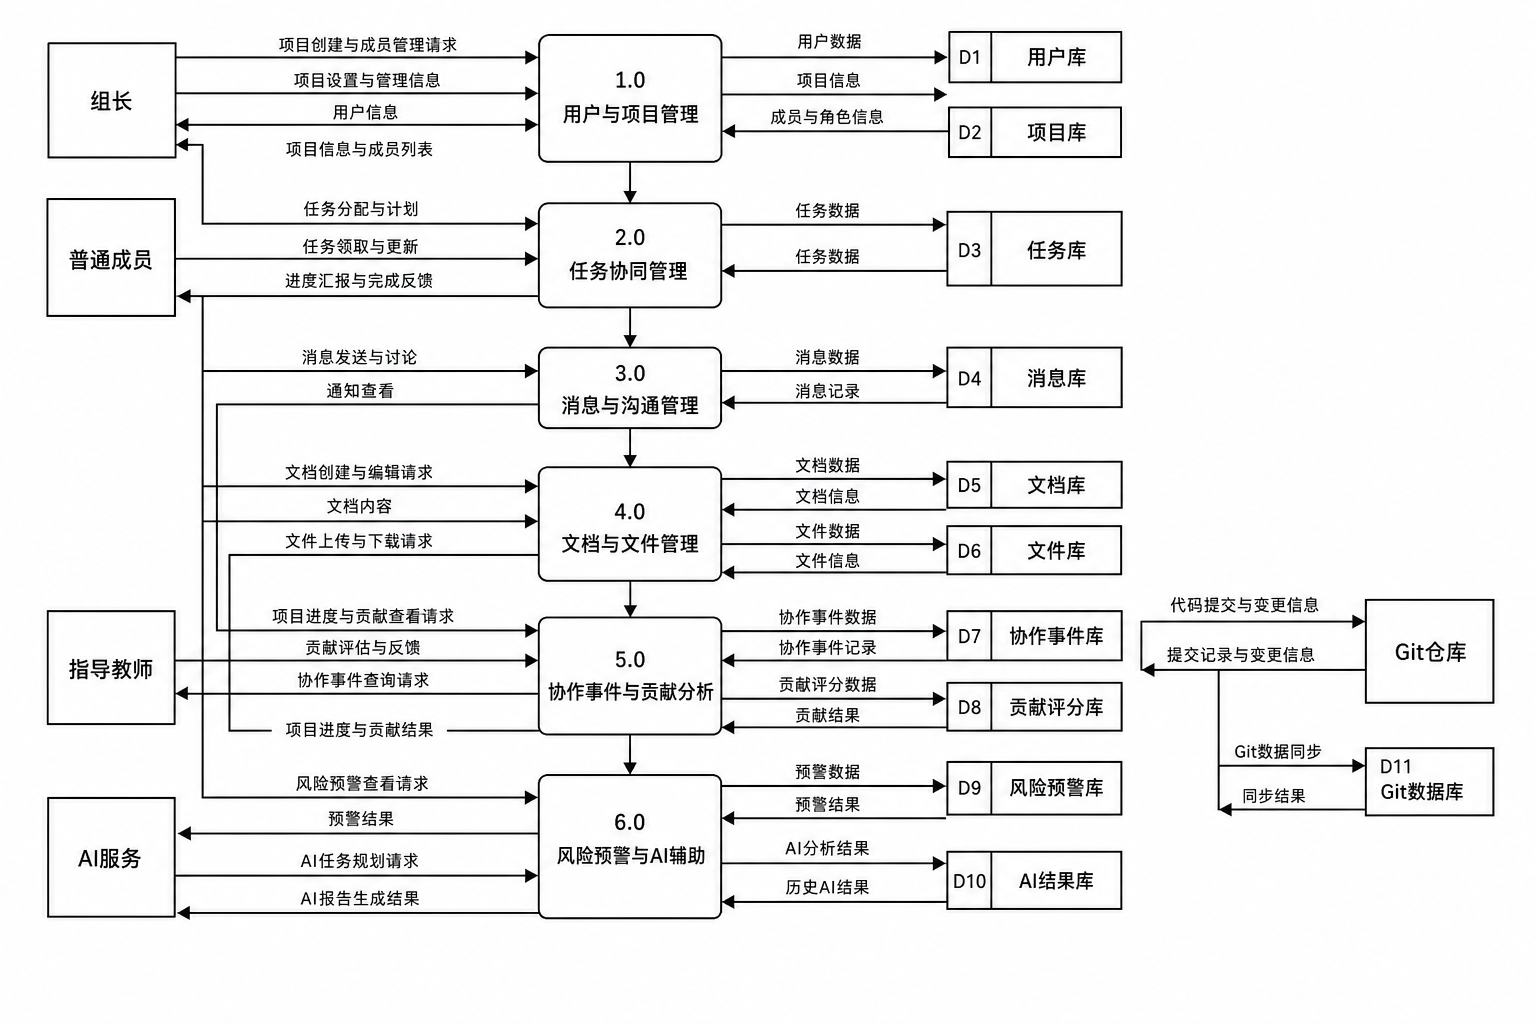 组长
项目创建与成员管理请求
项目设置与管理信息
用户信息
项目信息与成员列表
1.0
用户与项目管理
用户数据
项目信息
成员与角色信息
D1 用户库
D2 项目库
普通成员
任务分配与计划
任务领取与更新
进度汇报与完成反馈
2.0
任务协同管理
任务数据
任务数据
D3 任务库
消息发送与讨论
通知查看
3.0
消息与沟通管理
消息数据
消息记录
D4 消息库
文档创建与编辑请求
文档内容
文件上传与下载请求
4.0
文档与文件管理
文档数据
文档信息
文件数据
文件信息
D5 文档库
D6 文件库
指导教师
项目进度与贡献查看请求
贡献评估与反馈
协作事件查询请求
项目进度与贡献结果
5.0
协作事件与贡献分析
协作事件数据
协作事件记录
贡献评分数据
贡献结果
D7 协作事件库
D8 贡献评分库
代码提交与变更信息
提交记录与变更信息
Git仓库
Git数据同步
同步结果
D11
Git数据库
AI服务
风险预警查看请求
预警结果
AI任务规划请求
AI报告生成结果
6.0
风险预警与AI辅助
预警数据
预警结果
AI分析结果
历史AI结果
D9 风险预警库
D10 AI结果库